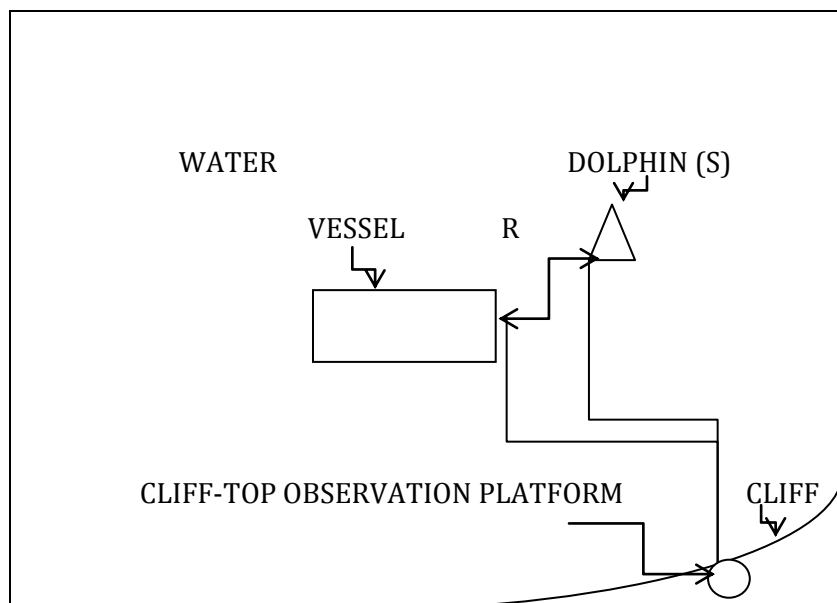 WATER
DOLPHIN (S)
VESSEL
R
CLIFF-TOP OBSERVATION PLATFORM
CLIFF